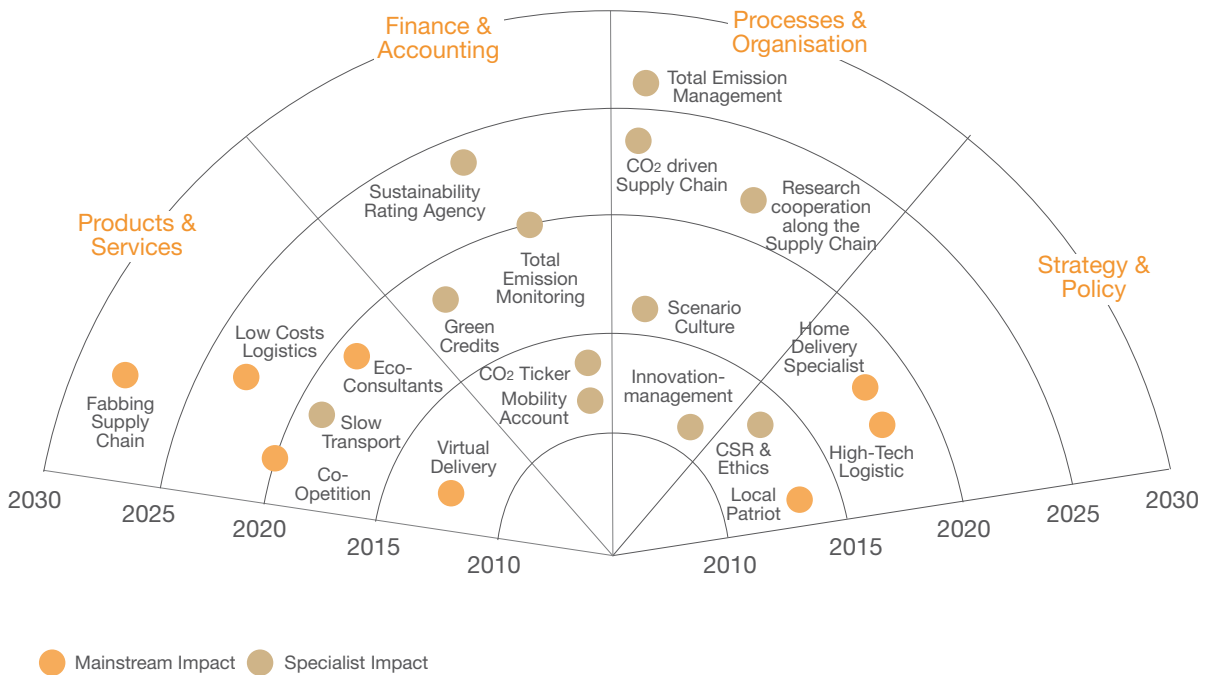 Finance &
Accounting
Processes &
Organisation
Total Emission
Management
CO₂ driven
Supply Chain
Research
cooperation
along the
Supply Chain
Sustainability
Rating Agency
Products &
Services
Strategy &
Policy
Total
Emission
Monitoring
Green
Credits
Scenario
Culture
Low Costs
Logistics
Home
Delivery
Specialist
Eco-
Consultants
CO₂ Ticker
Mobility
Account
Innovation-
management
Fabbing
Supply
Chain
Slow
Transport
Virtual
Delivery
CSR &
Ethics
High-Tech
Logistic
Co-
Opetition
Local
Patriot
2030
2025
2020
2015
2010
2010
2015
2020
2025
2030
Mainstream Impact
Specialist Impact